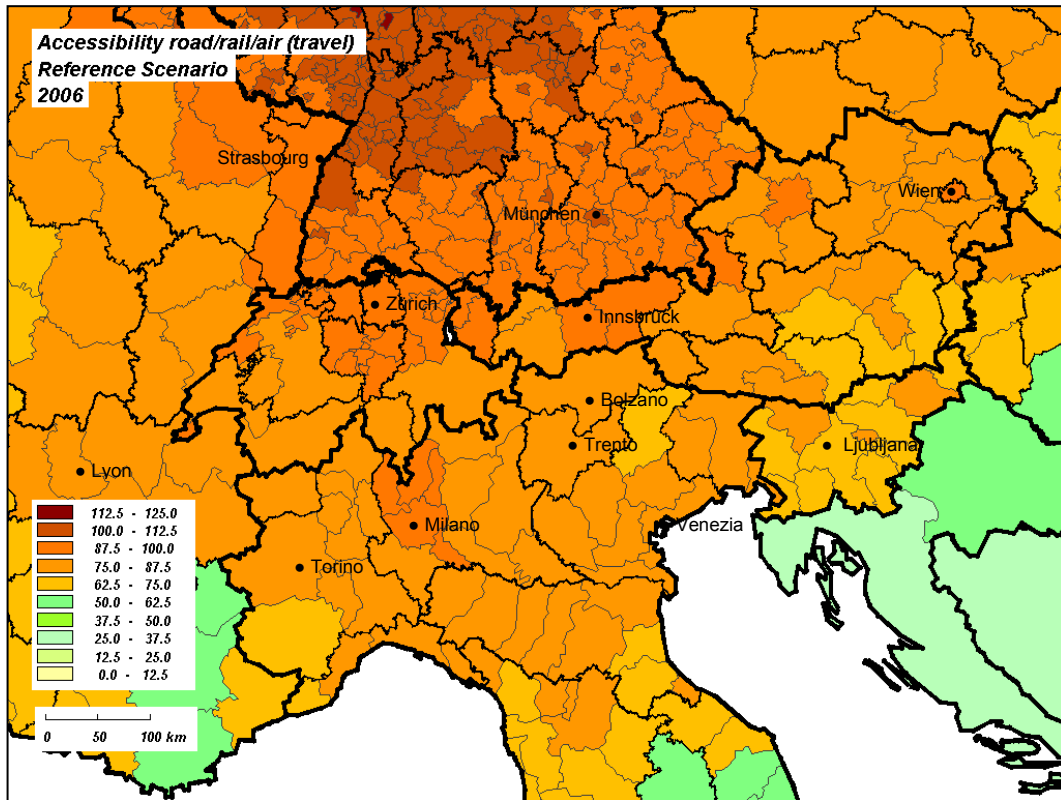 Accessibility road/rail/air (travel)
Reference Scenario
2006
Strasbourg
Wien
München
Zürich
Innsbruck
Bolzano
Trento
Ljubljana
Lyon
Milano
Venezia
Torino
112.5 - 125.0
100.0 - 112.5
87.5 - 100.0
75.0 - 87.5
62.5 - 75.0
50.0 - 62.5
37.5 - 50.0
25.0 - 37.5
12.5 - 25.0
0.0 - 12.5
0 50 100 km